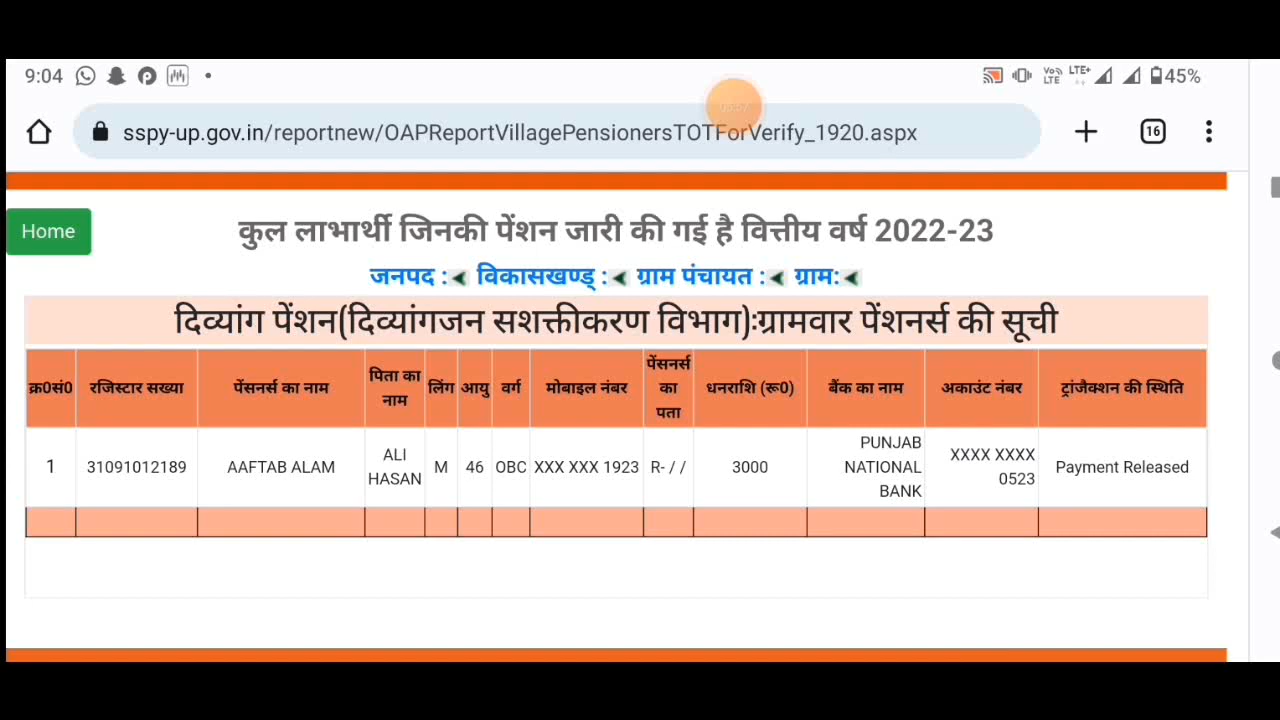 9:04 VoLTE LTE+ 45%
sspy-up.gov.in/reportnew/OAPReportVillagePensionersTOTForVerify_1920.aspx 16
Home
कुल लाभार्थी जिनकी पेंशन जारी की गई है वित्तीय वर्ष 2022-23
जनपद : विकासखण्ड् : ग्राम पंचायत : ग्राम:
दिव्यांग पेंशन(दिव्यांगजन सशक्तीकरण विभाग):ग्रामवार पेंशनर्स की सूची
क्र0सं0 रजिस्टार सख्या पेंसनर्स का नाम पिता का नाम लिंग आयु वर्ग मोबाइल नंबर पेंसनर्स का पता धनराशि (रू0) बैंक का नाम अकाउंट नंबर ट्रांजैक्शन की स्थिति
1 31091012189 AAFTAB ALAM ALI HASAN M 46 OBC XXX XXX 1923 R- / / 3000 PUNJAB NATIONAL BANK XXXX XXXX 0523 Payment Released